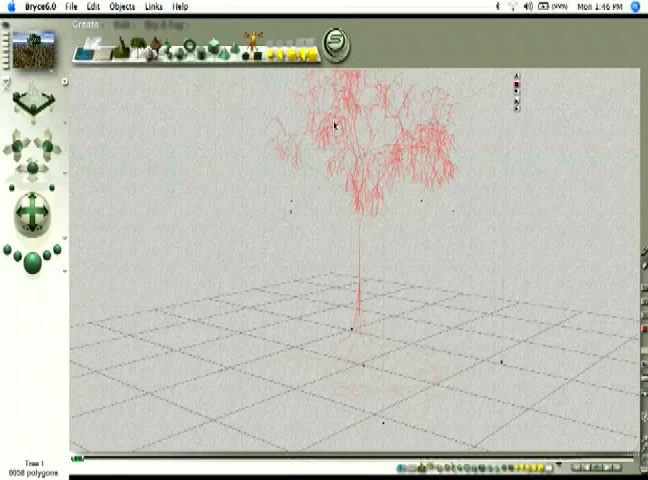 Bryce6.0 File Edit Objects Links Help
Mon 1:46 PM
Create Edit Sky & Fog
Tree 1
6058 polygons